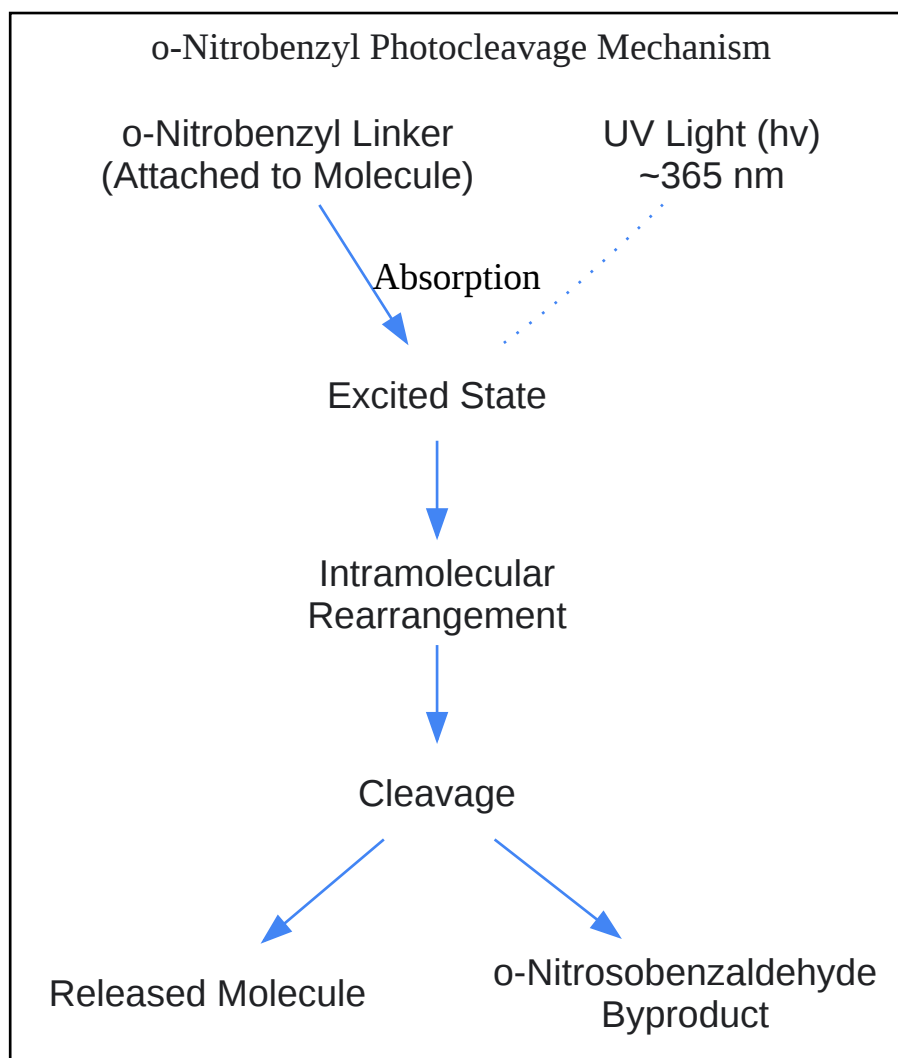 o-Nitrobenzyl Photocleavage Mechanism
o-Nitrobenzyl Linker
(Attached to Molecule)
UV Light (hv)
~365 nm
Absorption
Excited State
Intramolecular
Rearrangement
Cleavage
Released Molecule
o-Nitrosobenzaldehyde
Byproduct